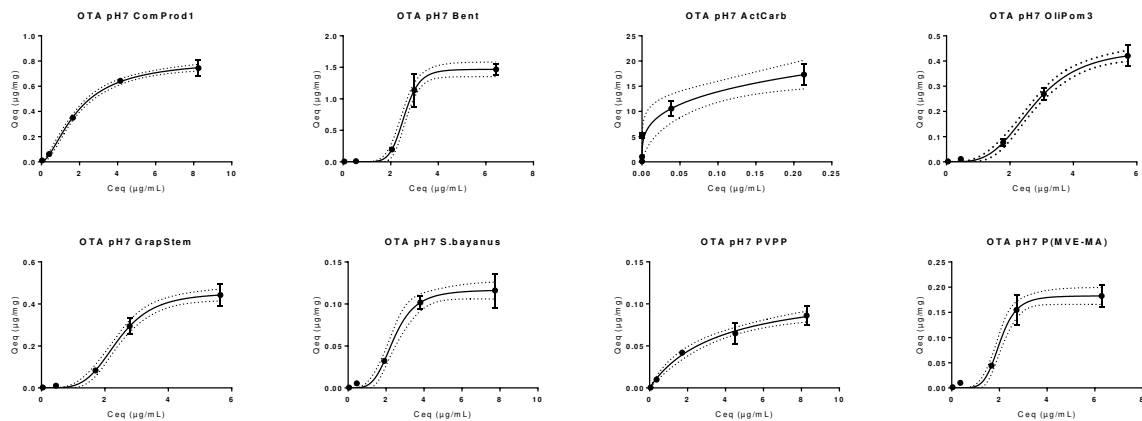 OTA pH7 ComProd1
OTA pH7 Bent
OTA pH7 ActCarb
OTA pH7 OliPom3
Qeq (µg/mg)
1.0
0.8
0.6
0.4
0.2
0.0
0 2 4 6 8 10
Ceq (µg/mL)
Qeq (µg/mg)
2.0
1.5
1.0
0.5
0.0
0 2 4 6 8
Ceq (µg/mL)
Qeq (µg/mg)
25
20
15
10
5
0
0.00 0.05 0.10 0.15 0.20 0.25
Ceq (µg/mL)
Qeq (µg/mg)
0.5
0.4
0.3
0.2
0.1
0.0
0 2 4 6
Ceq (µg/mL)
OTA pH7 GrapStem
OTA pH7 S.bayanus
OTA pH7 PVPP
OTA pH7 P(MVE-MA)
Qeq (µg/mg)
0.6
0.4
0.2
0.0
0 2 4 6
Ceq (µg/mL)
Qeq (µg/mg)
0.15
0.10
0.05
0.00
0 2 4 6 8 10
Ceq (µg/mL)
Qeq (µg/mg)
0.15
0.10
0.05
0.00
0 2 4 6 8 10
Ceq (µg/mL)
Qeq (µg/mg)
0.25
0.20
0.15
0.10
0.05
0.00
0 2 4 6 8
Ceq (µg/mL)